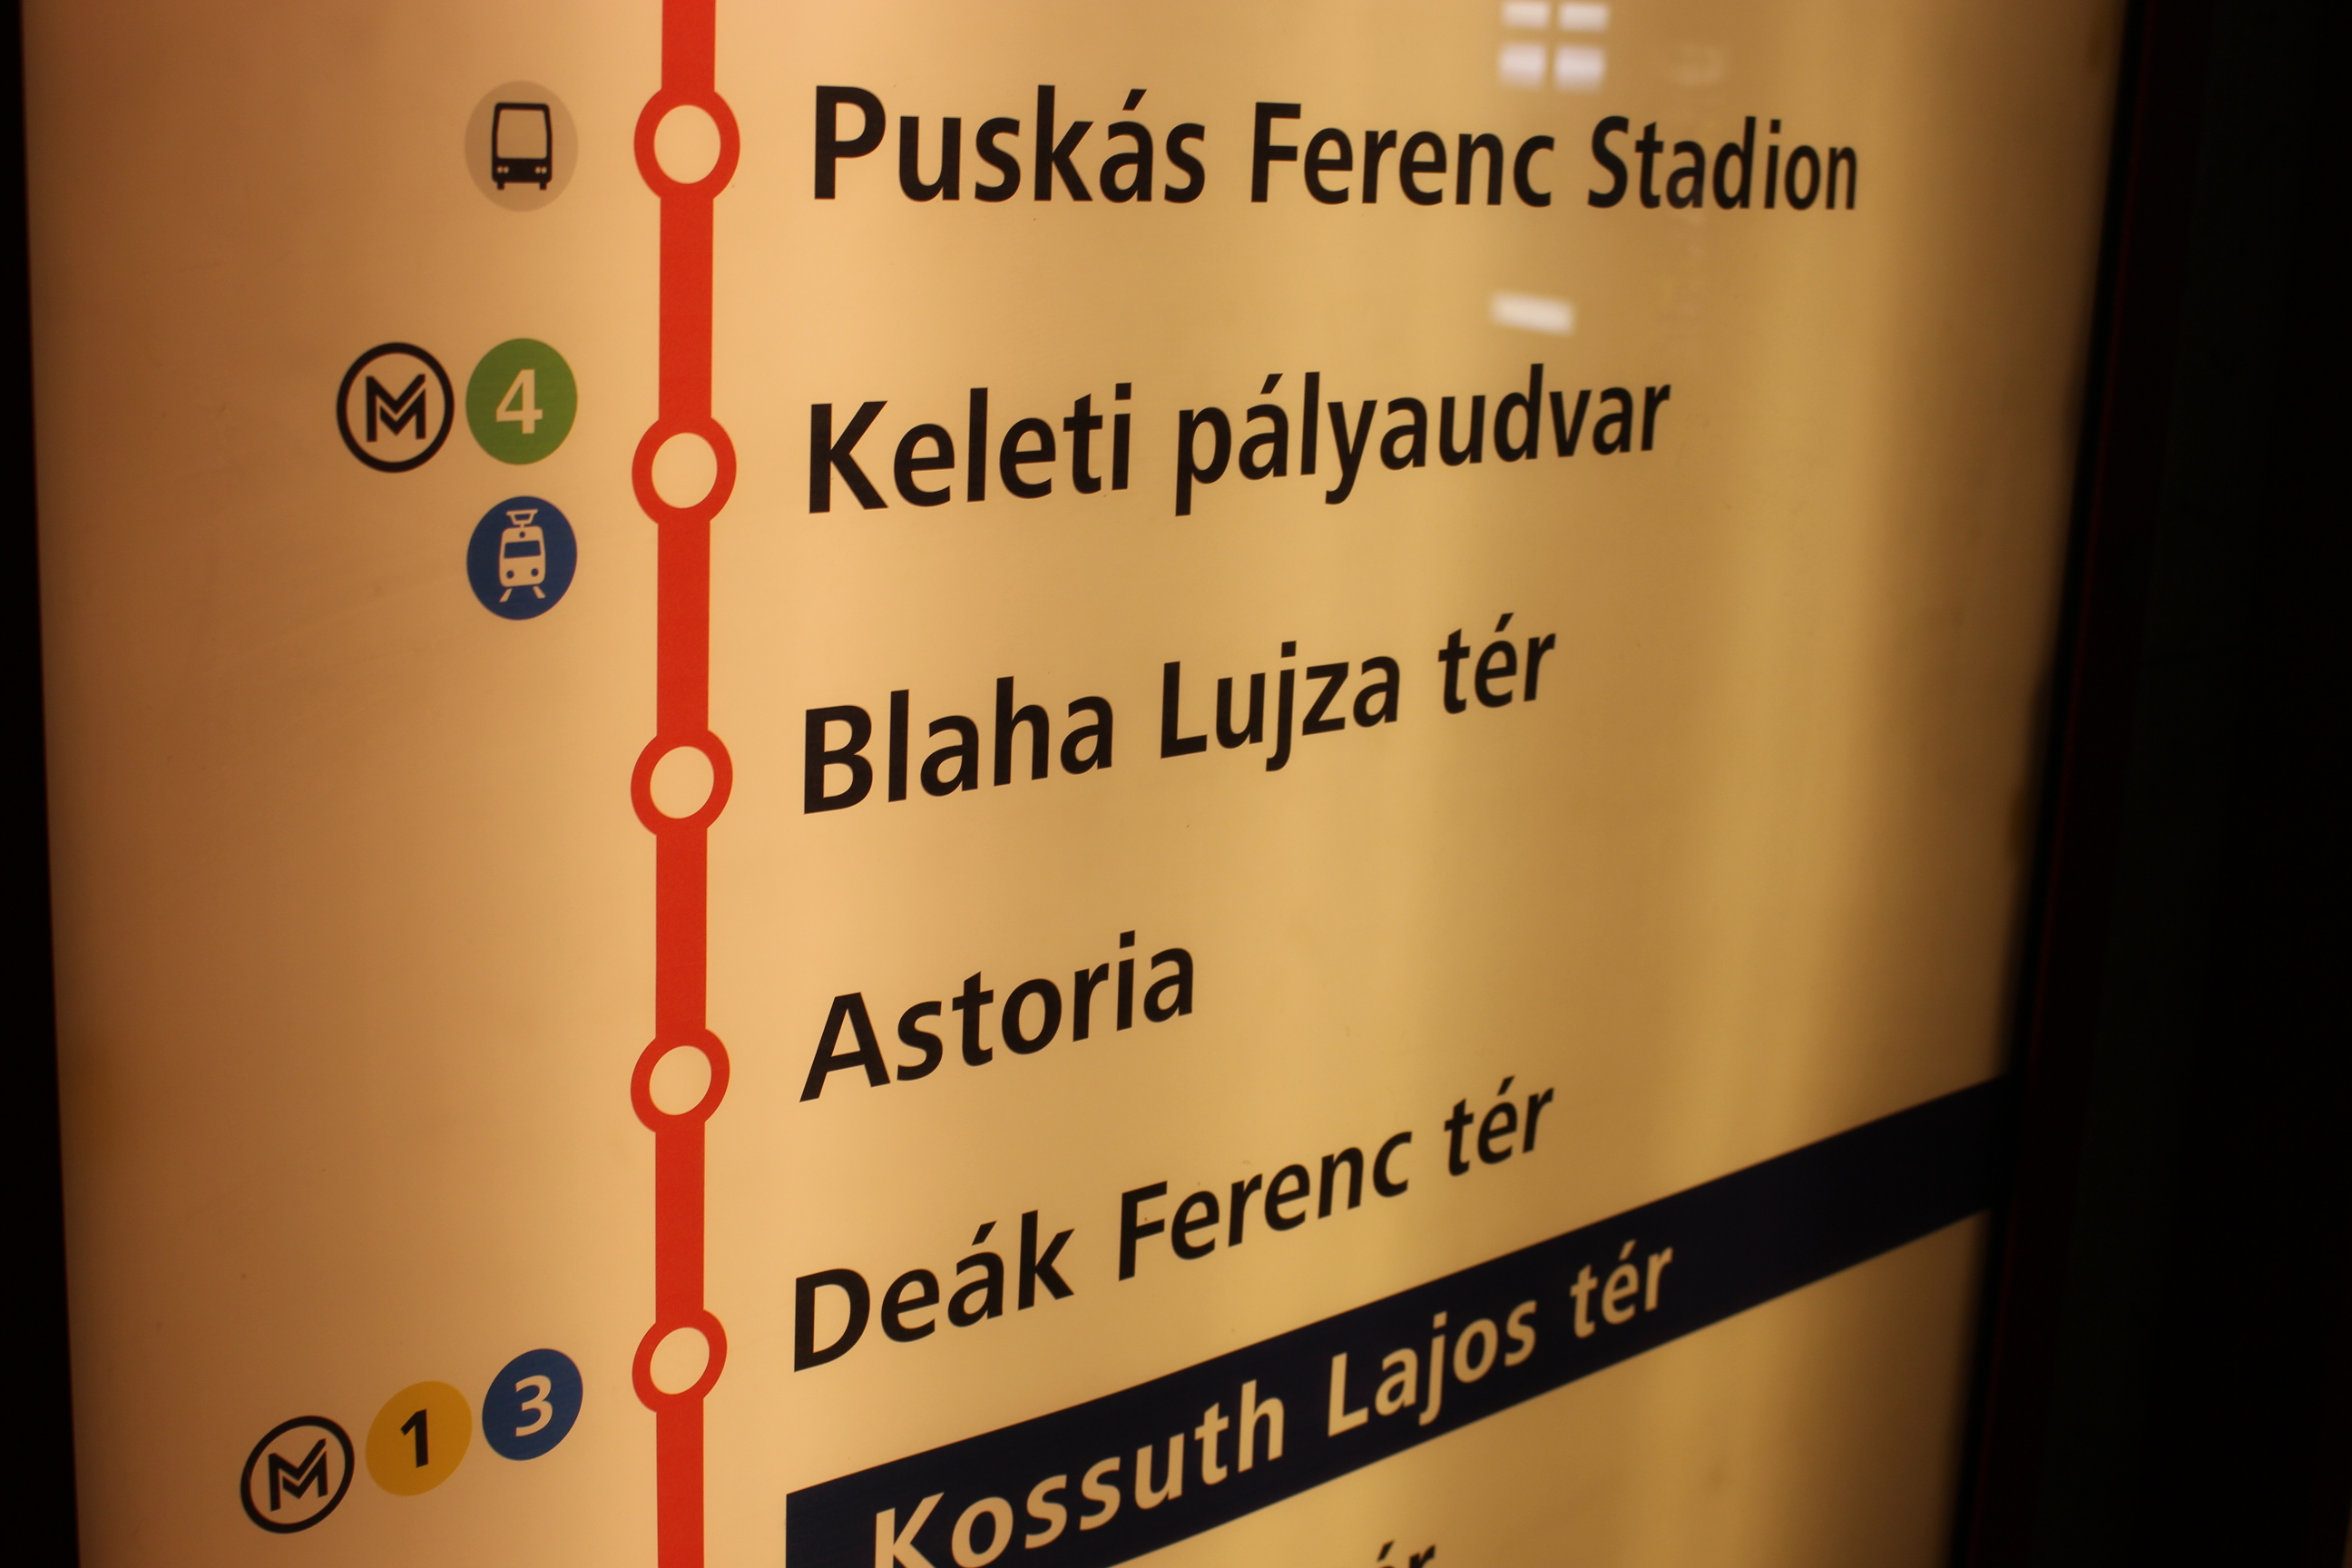 Puskás Ferenc Stadion
M 4
Keleti pályaudvar
Blaha Lujza tér
Astoria
Deák Ferenc tér
M 1 3
Kossuth Lajos tér